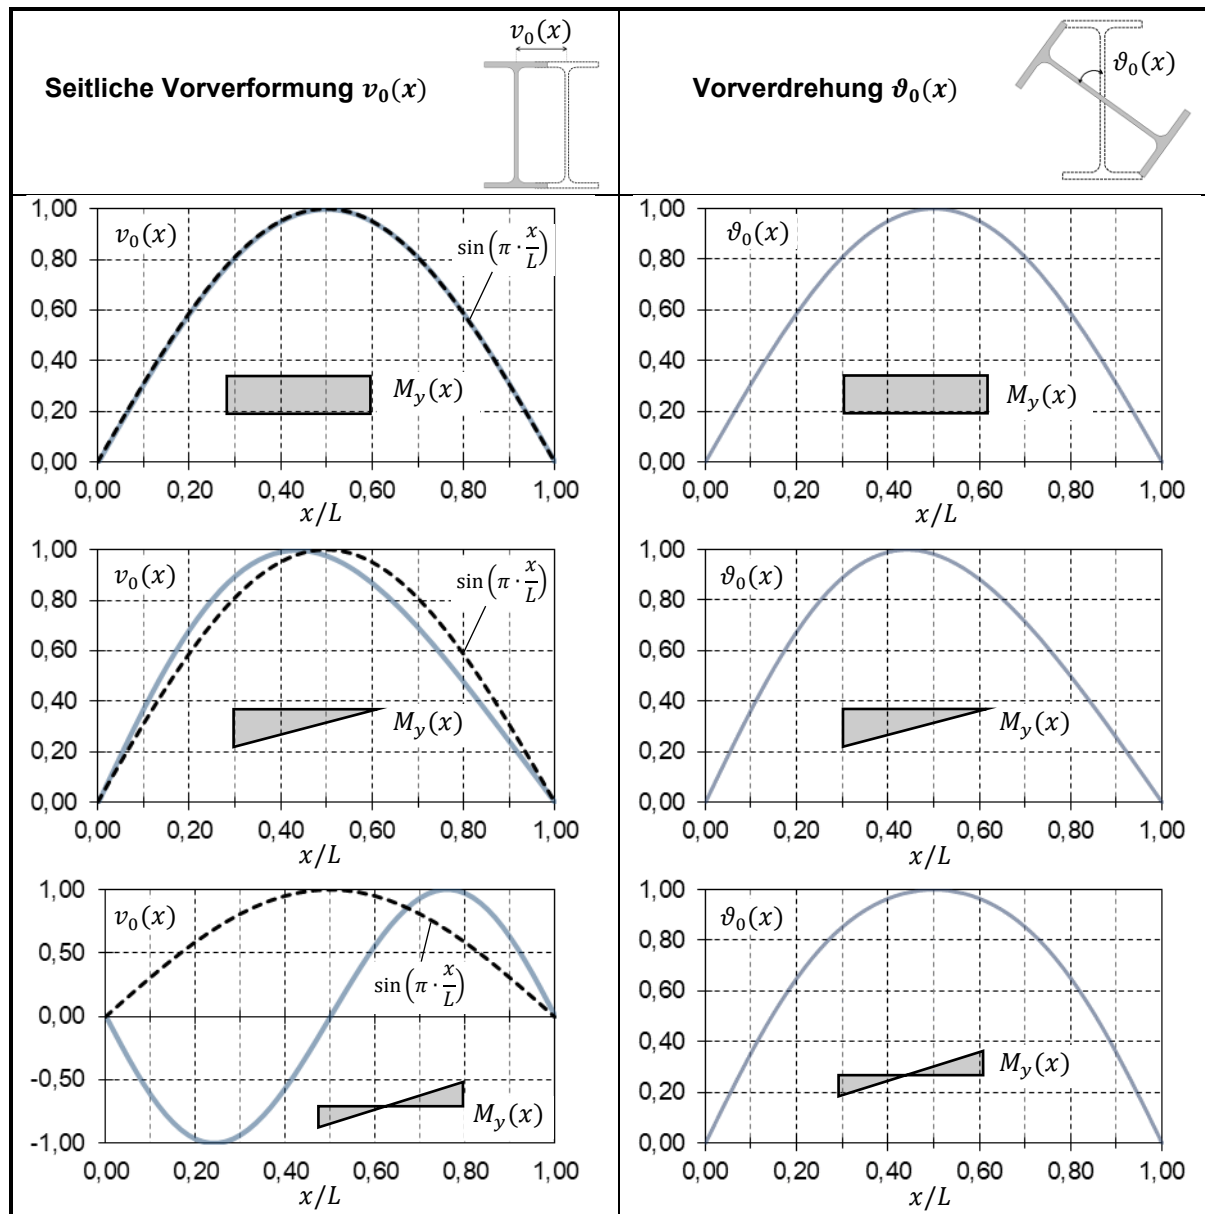 Seitliche Vorverformung v₀(x)
v₀(x)
Vorverdrehung ϑ₀(x)
ϑ₀(x)
1,00
v₀(x)
sin(π · x/L)
0,80
0,60
0,40
M_y(x)
0,20
0,00
0,00 0,20 0,40 0,60 0,80 1,00
x/L
1,00
ϑ₀(x)
0,80
0,60
0,40
M_y(x)
0,20
0,00
0,00 0,20 0,40 0,60 0,80 1,00
x/L
1,00
v₀(x)
sin(π · x/L)
0,80
0,60
0,40
M_y(x)
0,20
0,00
0,00 0,20 0,40 0,60 0,80 1,00
x/L
1,00
ϑ₀(x)
0,80
0,60
0,40
M_y(x)
0,20
0,00
0,00 0,20 0,40 0,60 0,80 1,00
x/L
1,00
v₀(x)
0,50
sin(π · x/L)
0,00
-0,50
M_y(x)
-1,00
0,00 0,20 0,40 0,60 0,80 1,00
x/L
1,00
ϑ₀(x)
0,80
0,60
0,40
M_y(x)
0,20
0,00
0,00 0,20 0,40 0,60 0,80 1,00
x/L